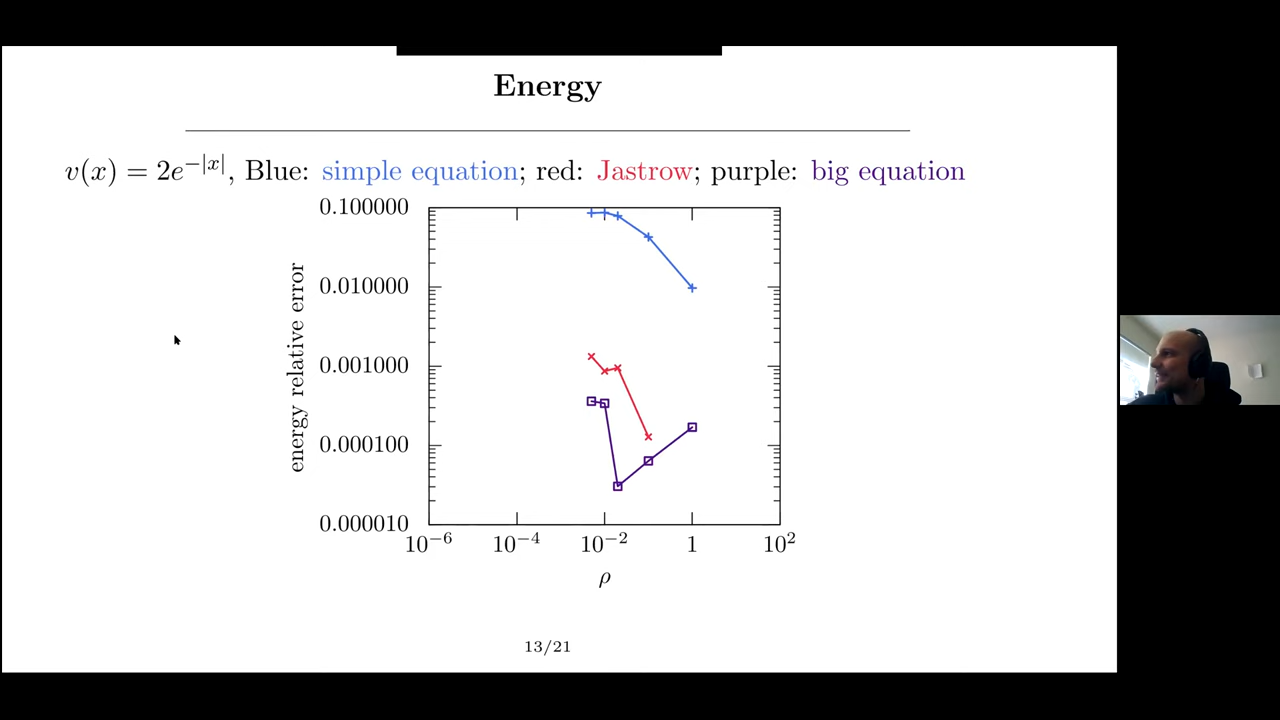 Energy
v(x) = 2e^{−|x|}, Blue: simple equation; red: Jastrow; purple: big equation
0.100000
0.010000
0.001000
0.000100
0.000010
energy relative error
10^{−6} 10^{−4} 10^{−2} 1 10^{2}
ρ
13/21